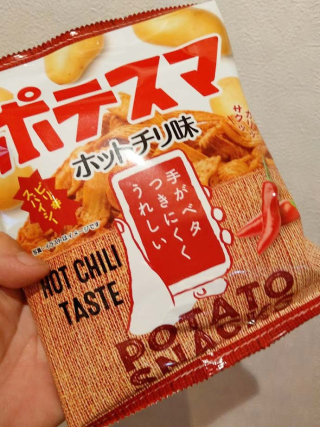 ポテスマ
ホットチリ味
手がベタ
つきにくく
うれしい
HOT CHILI
TASTE
POTATO
SNACKS